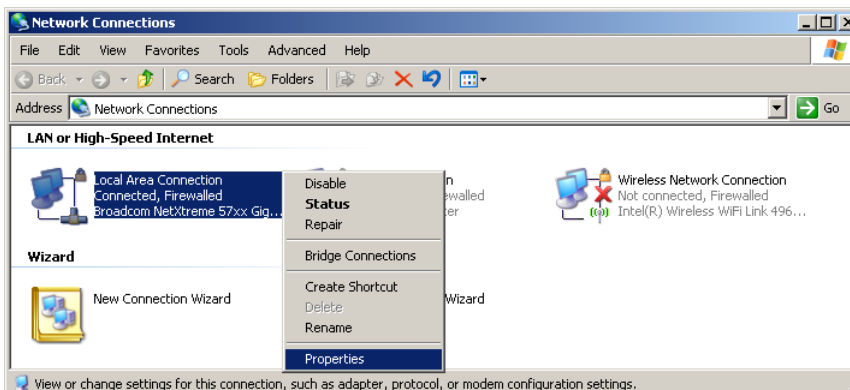 Network Connections
File Edit View Favorites Tools Advanced Help
Back Search Folders
Address Network Connections Go
LAN or High-Speed Internet
Local Area Connection
Connected, Firewalled
Broadcom NetXtreme 57xx Gig...
n
ewalled
ter
Wireless Network Connection
Not connected, Firewalled
Intel(R) Wireless WiFi Link 496...
Disable
Status
Repair
Bridge Connections
Create Shortcut
Delete
Rename
Properties
Wizard
New Connection Wizard
Wizard
View or change settings for this connection, such as adapter, protocol, or modem configuration settings.